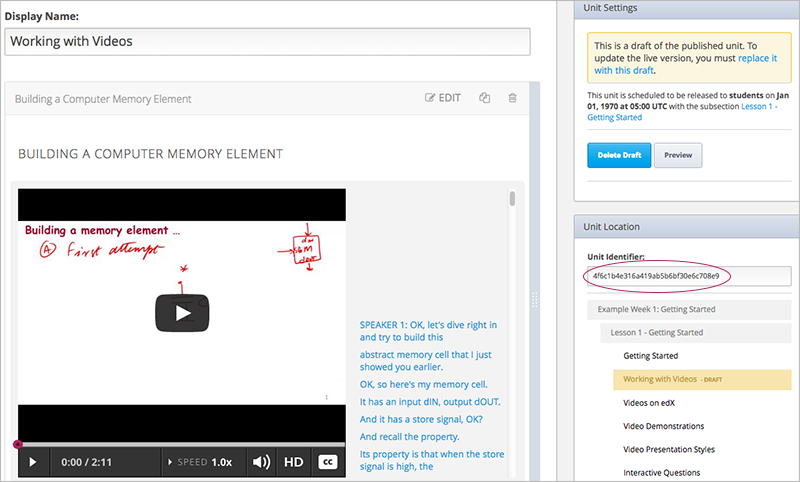 Display Name:
Working with Videos
Building a Computer Memory Element
EDIT
BUILDING A COMPUTER MEMORY ELEMENT
Building a memory element ...
A First attempt
dIN
dOUT
SPEAKER 1: OK, let's dive right in
and try to build this
abstract memory cell that I just
showed you earlier.
OK, so here's my memory cell.
It has an input dIN, output dOUT.
And it has a store signal, OK?
And recall the property.
Its property is that when the store
signal is high, the
0:00 / 2:11
SPEED 1.0x
HD
CC
Unit Settings
This is a draft of the published unit. To
update the live version, you must replace it
with this draft.
This unit is scheduled to be released to students on Jan
01, 1970 at 05:00 UTC with the subsection Lesson 1 -
Getting Started
Delete Draft
Preview
Unit Location
Unit Identifier:
4f6c1b4e316a419ab5b6bf30e6c708e9
Example Week 1: Getting Started
Lesson 1 - Getting Started
Getting Started
Working with Videos - DRAFT
Videos on edX
Video Demonstrations
Video Presentation Styles
Interactive Questions